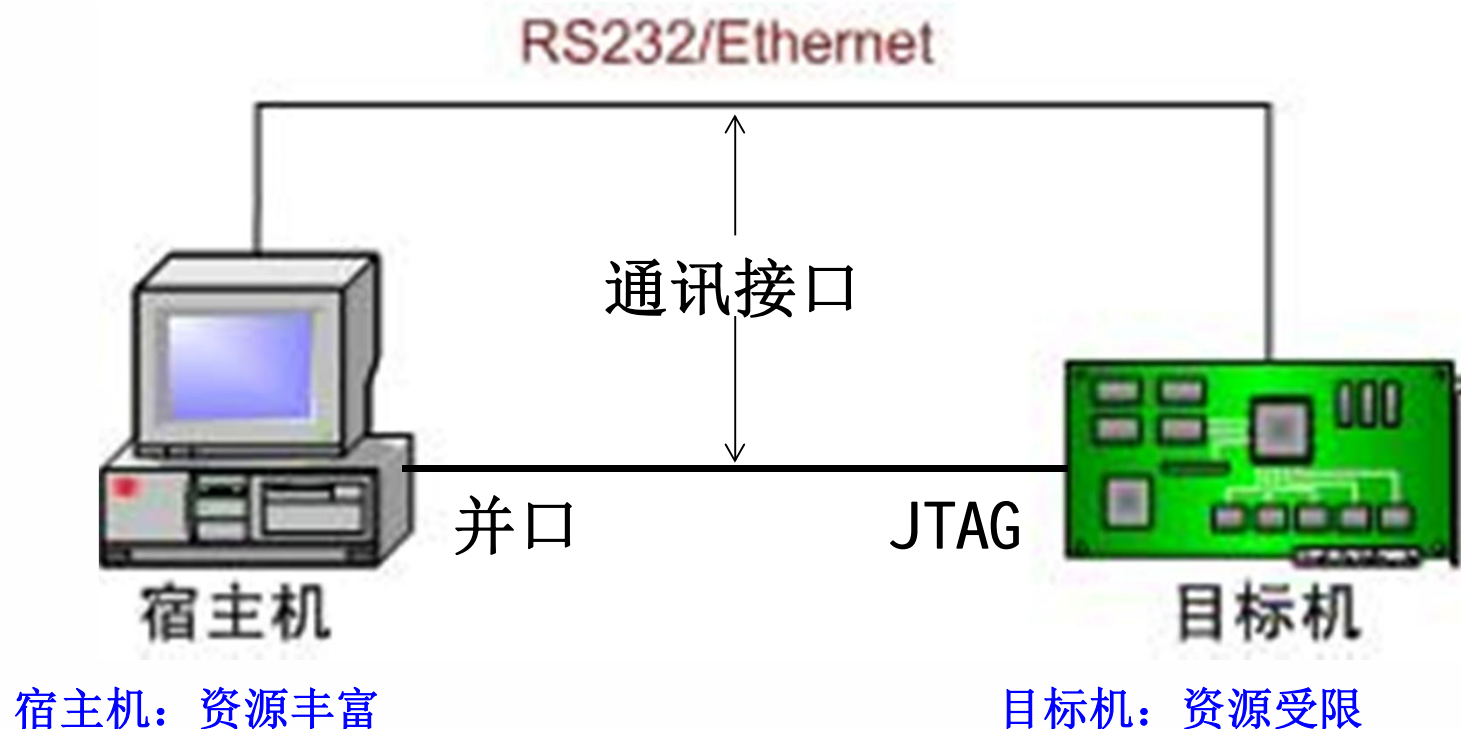 RS232/Ethernet
通讯接口
并口
JTAG
宿主机
目标机
宿主机：资源丰富
目标机：资源受限